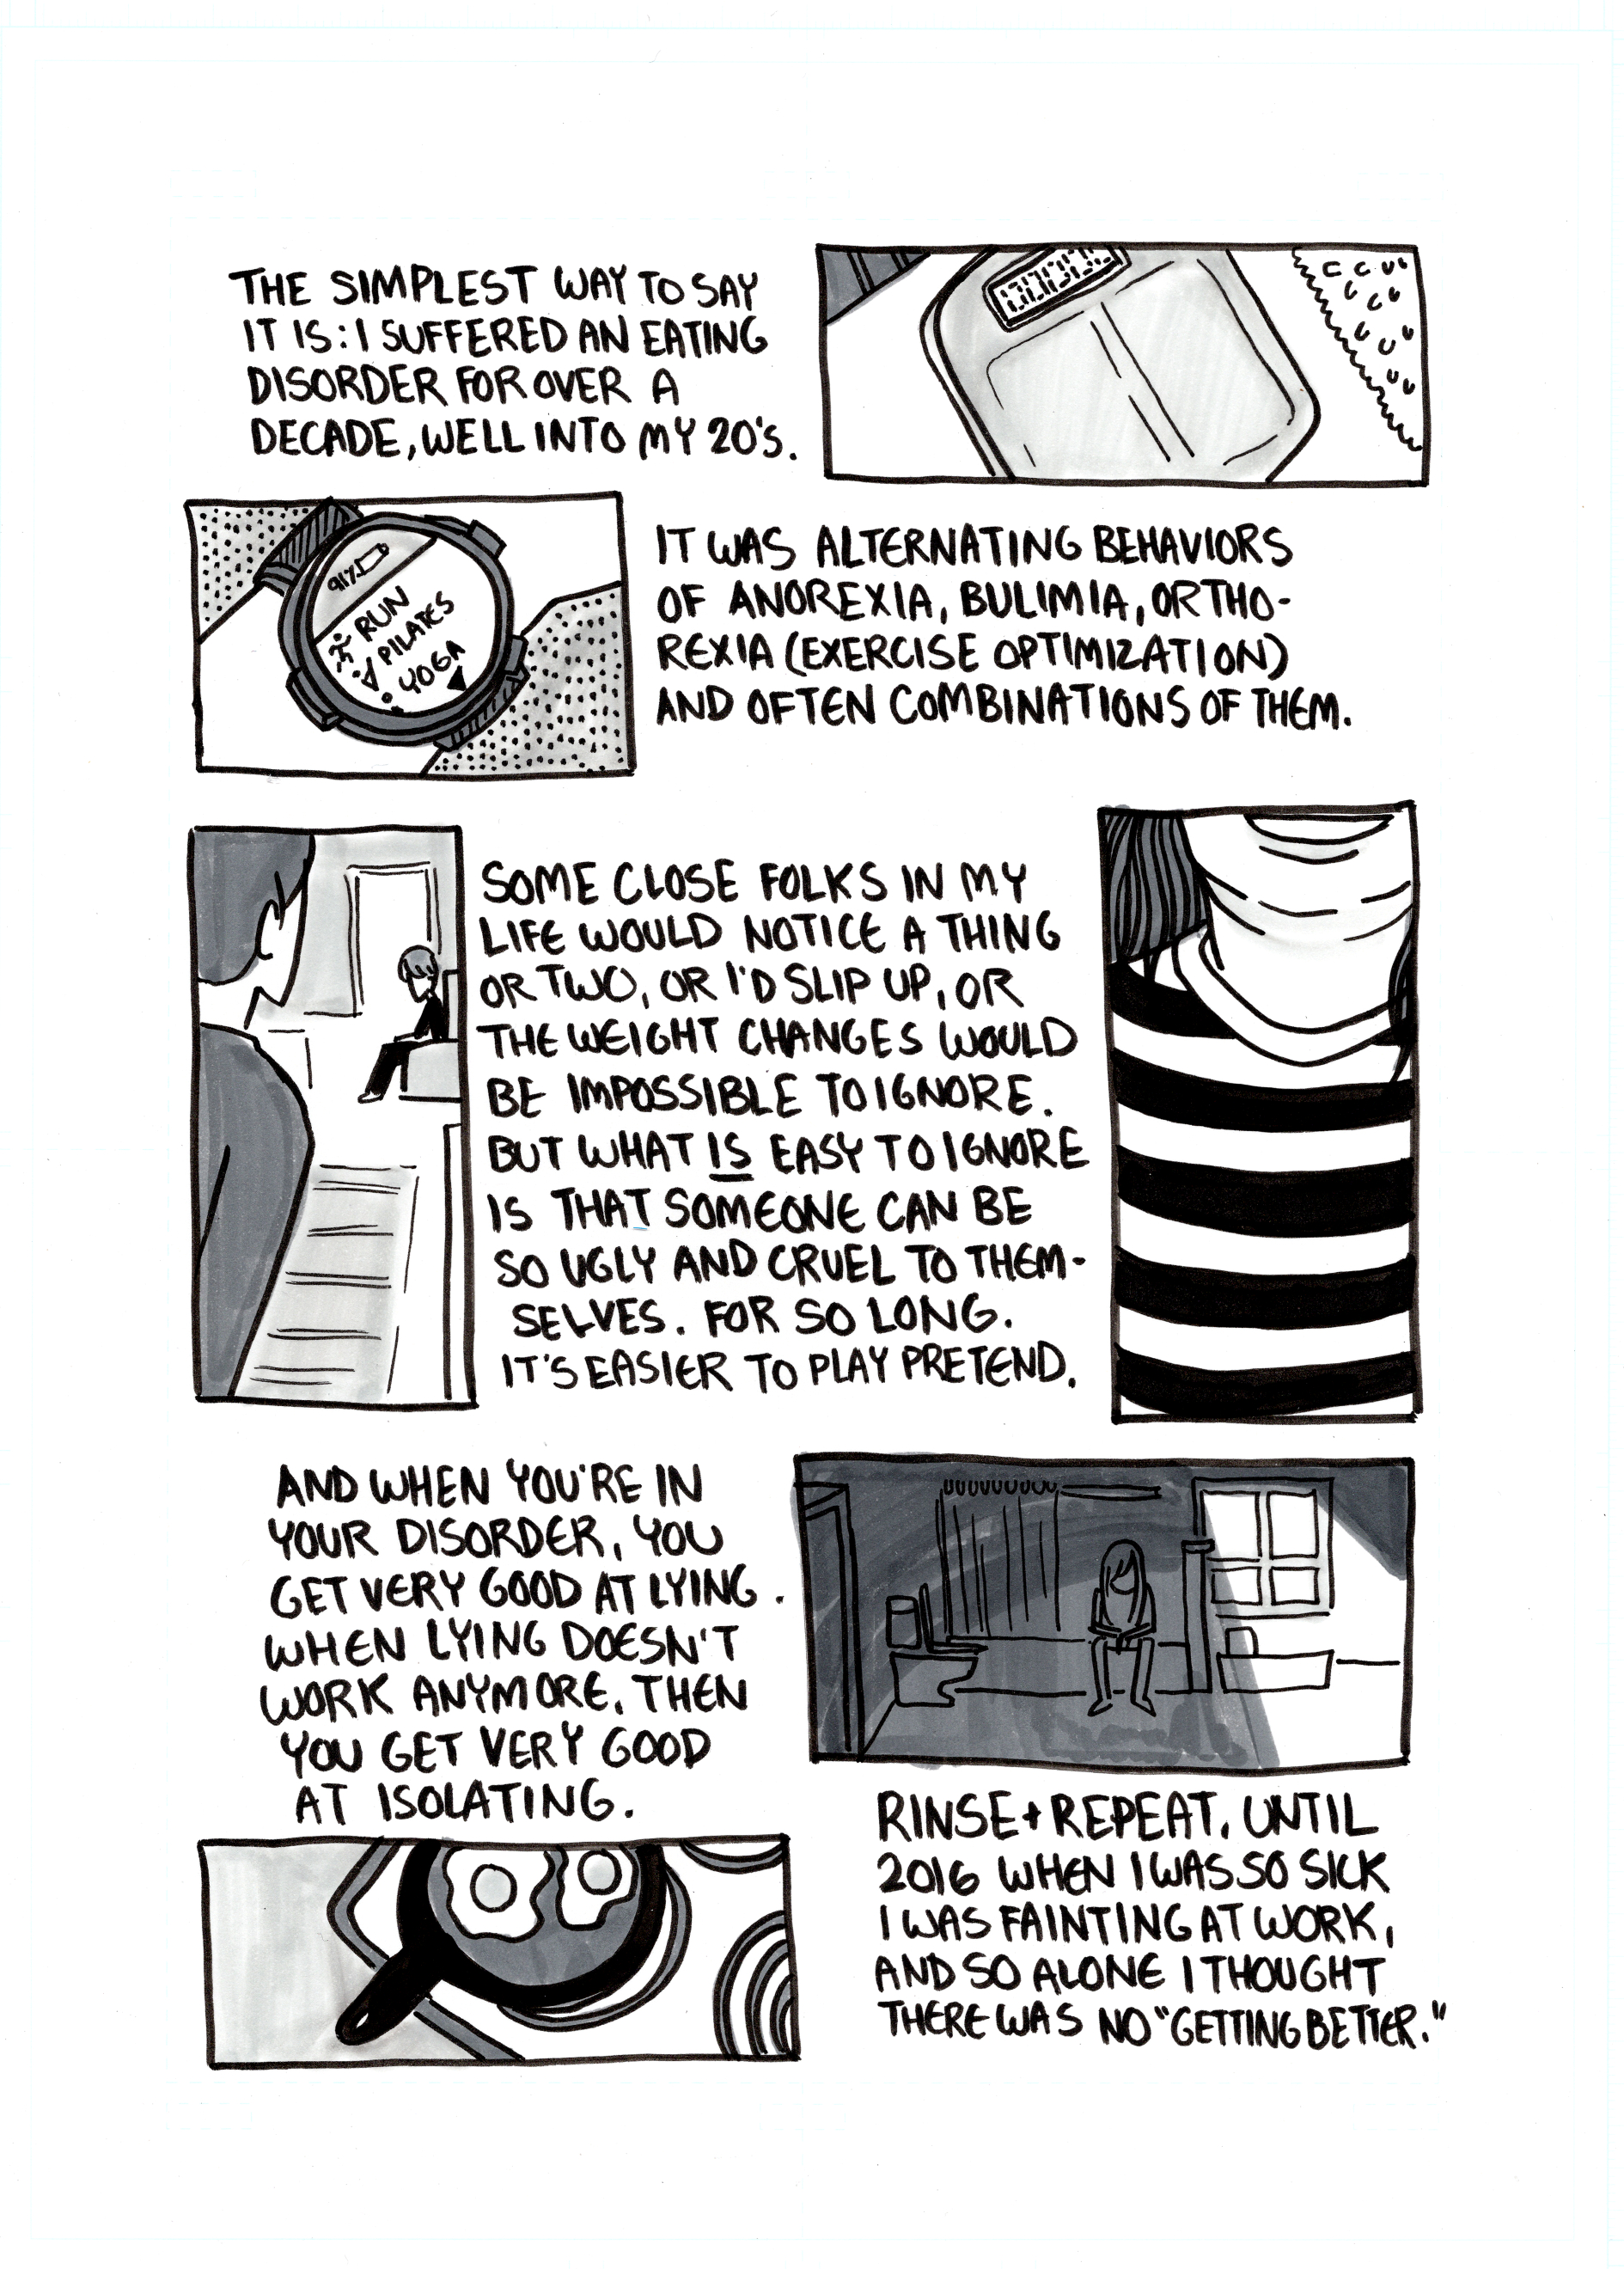 THE SIMPLEST WAY TO SAY
IT IS: I SUFFERED AN EATING
DISORDER FOR OVER A
DECADE, WELL INTO MY 20'S.
91%
RUN
PILATES
YOGA
IT WAS ALTERNATING BEHAVIORS
OF ANOREXIA, BULIMIA, ORTHO-
REXIA (EXERCISE OPTIMIZATION)
AND OFTEN COMBINATIONS OF THEM.
SOME CLOSE FOLKS IN MY
LIFE WOULD NOTICE A THING
OR TWO, OR I'D SLIP UP, OR
THE WEIGHT CHANGES WOULD
BE IMPOSSIBLE TO IGNORE.
BUT WHAT IS EASY TO IGNORE
IS THAT SOMEONE CAN BE
SO UGLY AND CRUEL TO THEM-
SELVES. FOR SO LONG.
IT'S EASIER TO PLAY PRETEND.
AND WHEN YOU'RE IN
YOUR DISORDER, YOU
GET VERY GOOD AT LYING.
WHEN LYING DOESN'T
WORK ANYMORE, THEN
YOU GET VERY GOOD
AT ISOLATING.
RINSE + REPEAT, UNTIL
2016 WHEN I WAS SO SICK
I WAS FAINTING AT WORK,
AND SO ALONE I THOUGHT
THERE WAS NO "GETTING BETTER."